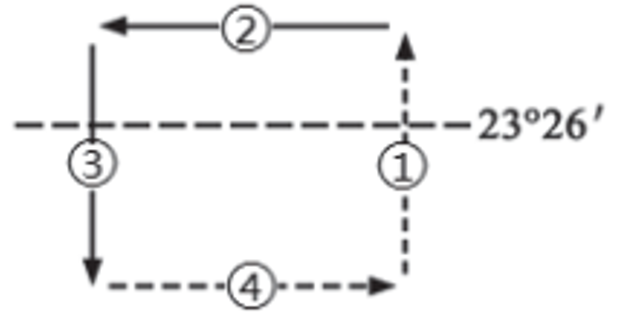 ②
23°26′
③ ①
④